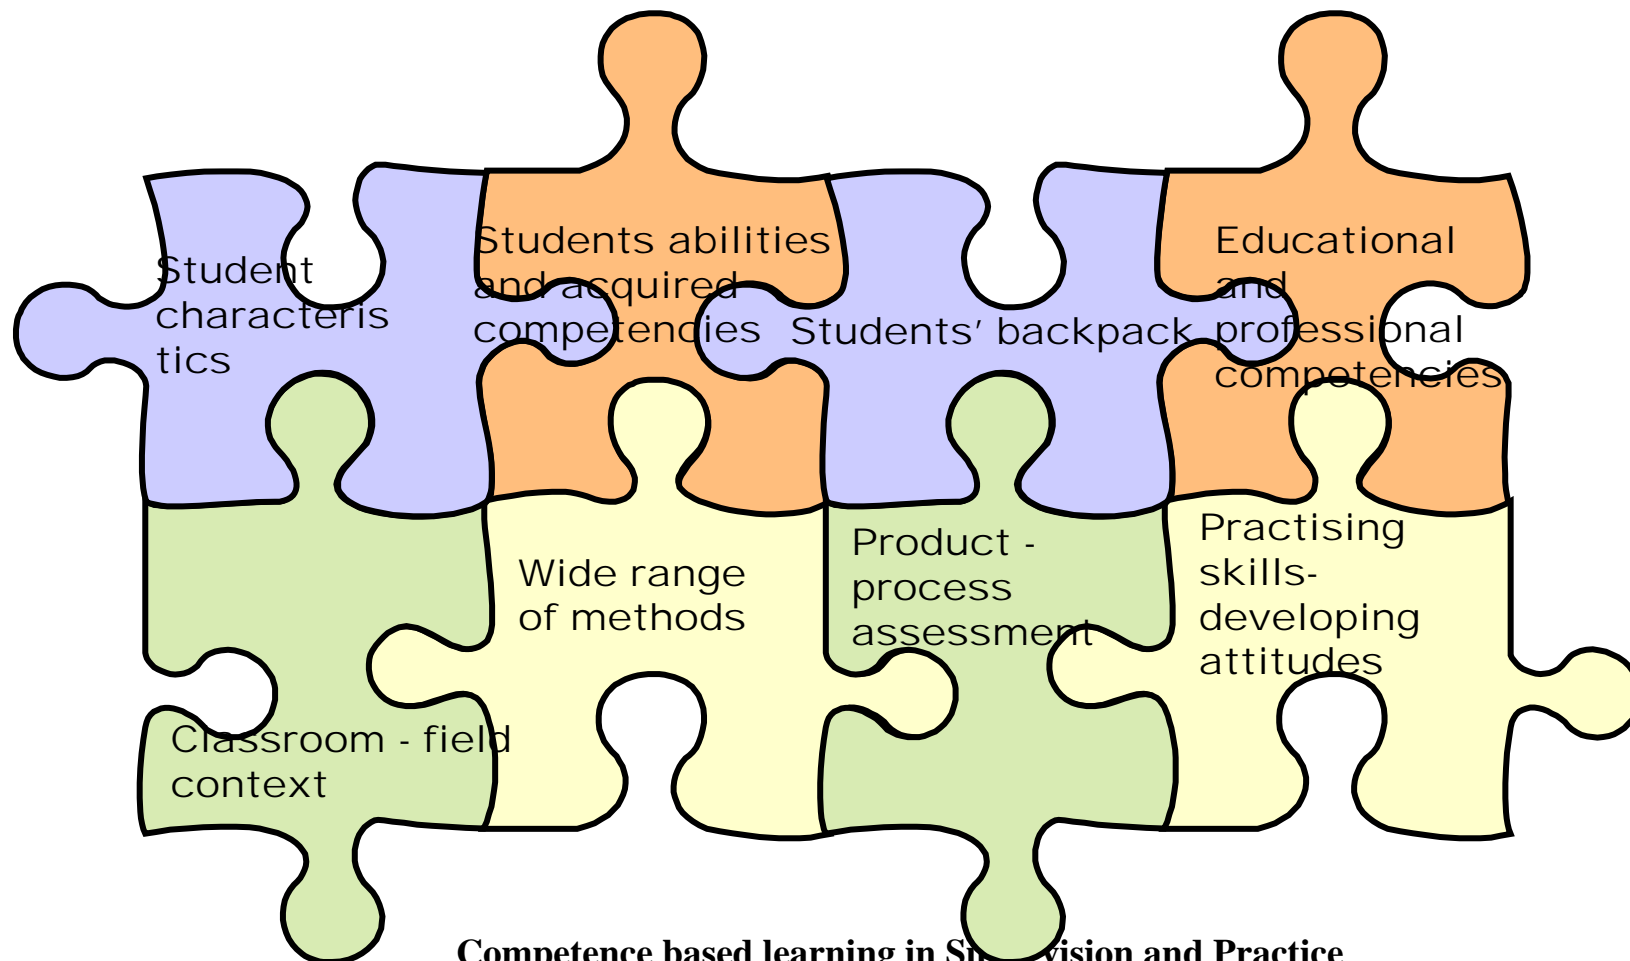 Student
characteris
tics
Students abilities
and acquired
competencies
Students’ backpack
Educational
and
professional
competencies
Classroom - field
context
Wide range
of methods
Product -
process
assessment
Practising
skills-
developing
attitudes
Competence based learning in and Practice